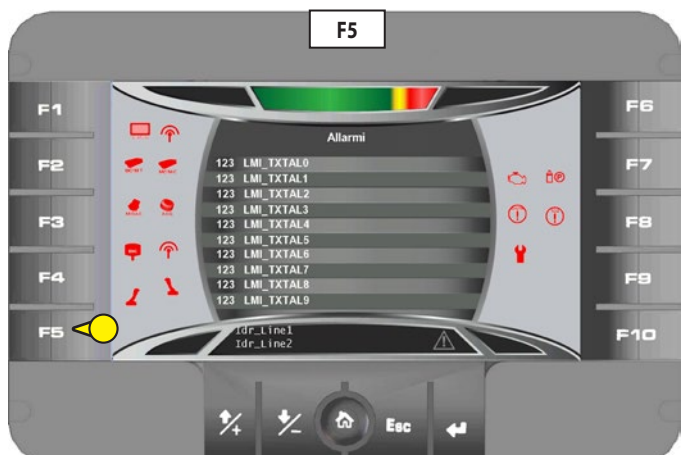 F5
F1
F2
F3
F4
F5
F6
F7
F8
F9
F10
Allarmi
123 LMI_TXTAL0
123 LMI_TXTAL1
123 LMI_TXTAL2
123 LMI_TXTAL3
123 LMI_TXTAL4
123 LMI_TXTAL5
123 LMI_TXTAL6
123 LMI_TXTAL7
123 LMI_TXTAL8
123 LMI_TXTAL9
Idr_Line1
Idr_Line2
Esc